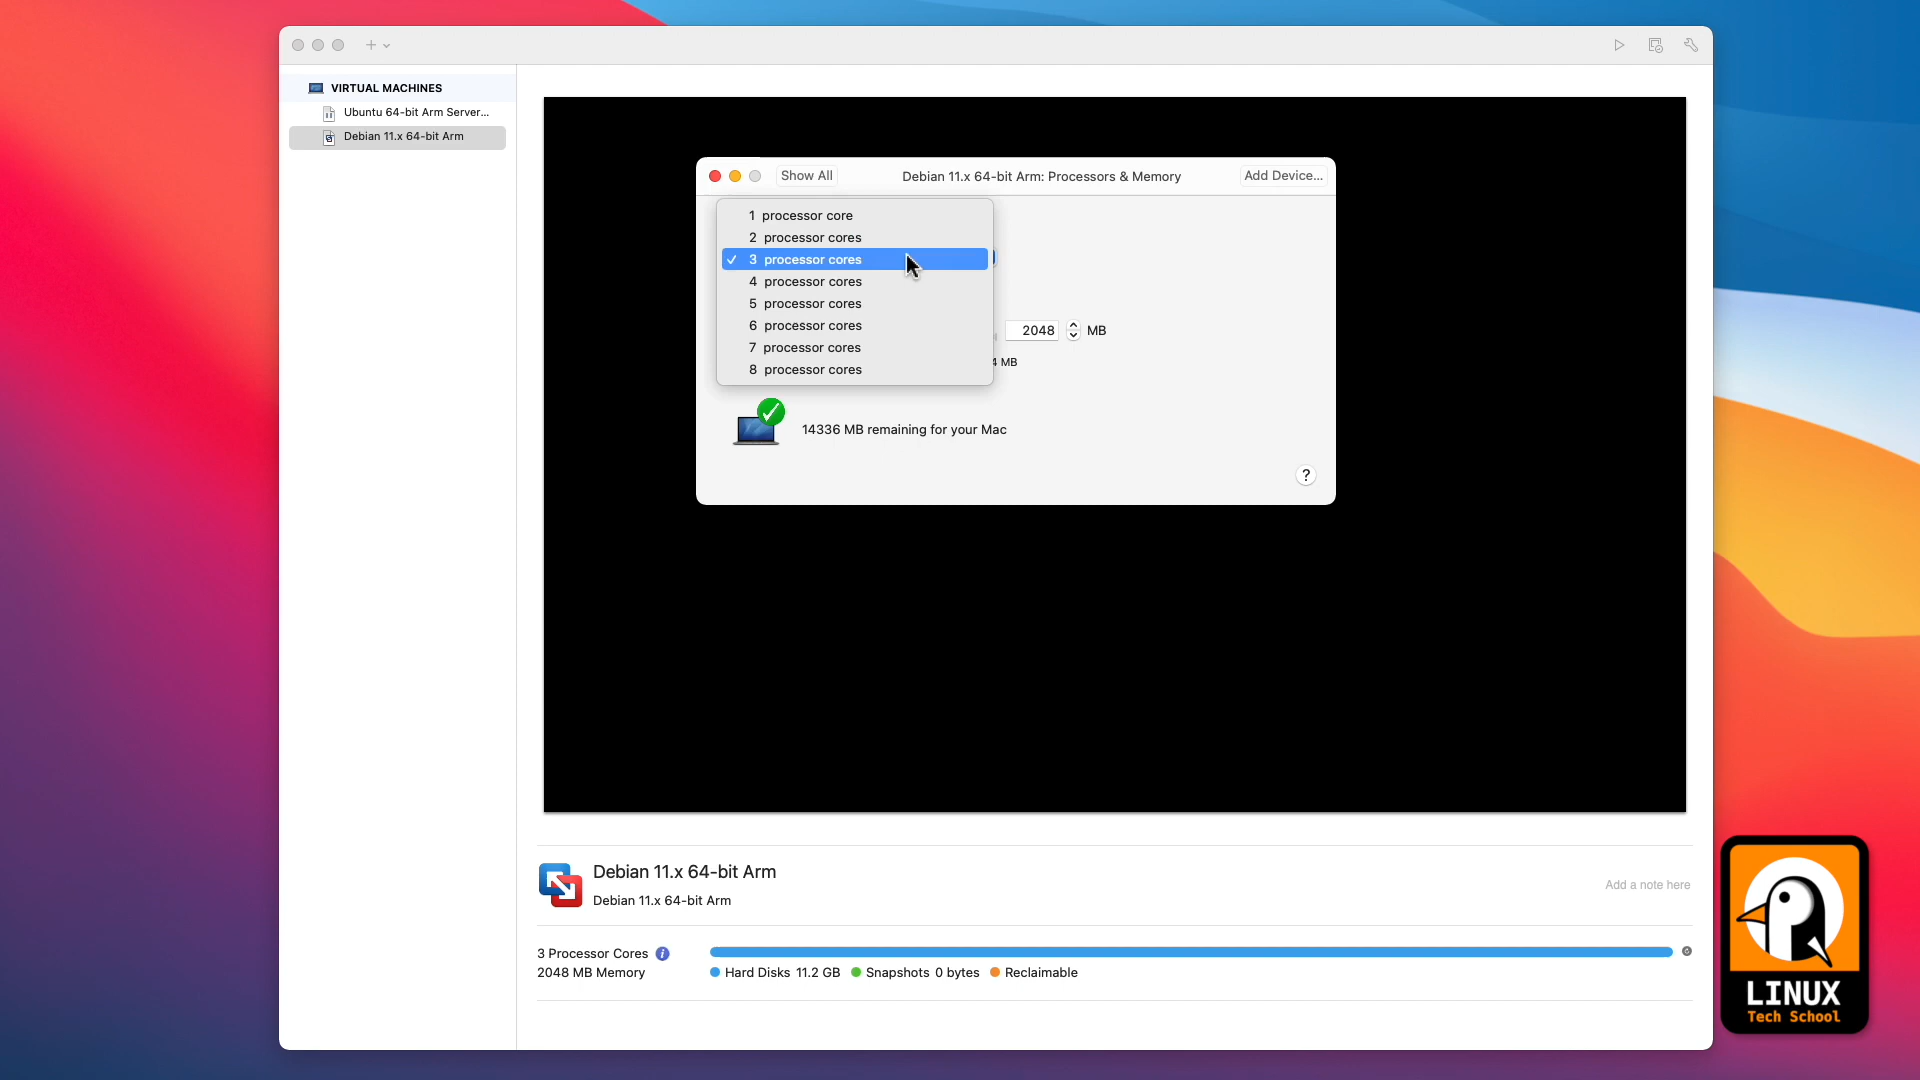 VIRTUAL MACHINES
Ubuntu 64-bit Arm Server...
Debian 11.x 64-bit Arm
Show All
Debian 11.x 64-bit Arm: Processors & Memory
Add Device...
1 processor core
2 processor cores
✓ 3 processor cores
4 processor cores
5 processor cores
6 processor cores
7 processor cores
8 processor cores
2048 MB
4 MB
14336 MB remaining for your Mac
?
Debian 11.x 64-bit Arm
Debian 11.x 64-bit Arm
Add a note here
3 Processor Cores
2048 MB Memory
Hard Disks 11.2 GB Snapshots 0 bytes Reclaimable
LINUX
Tech School